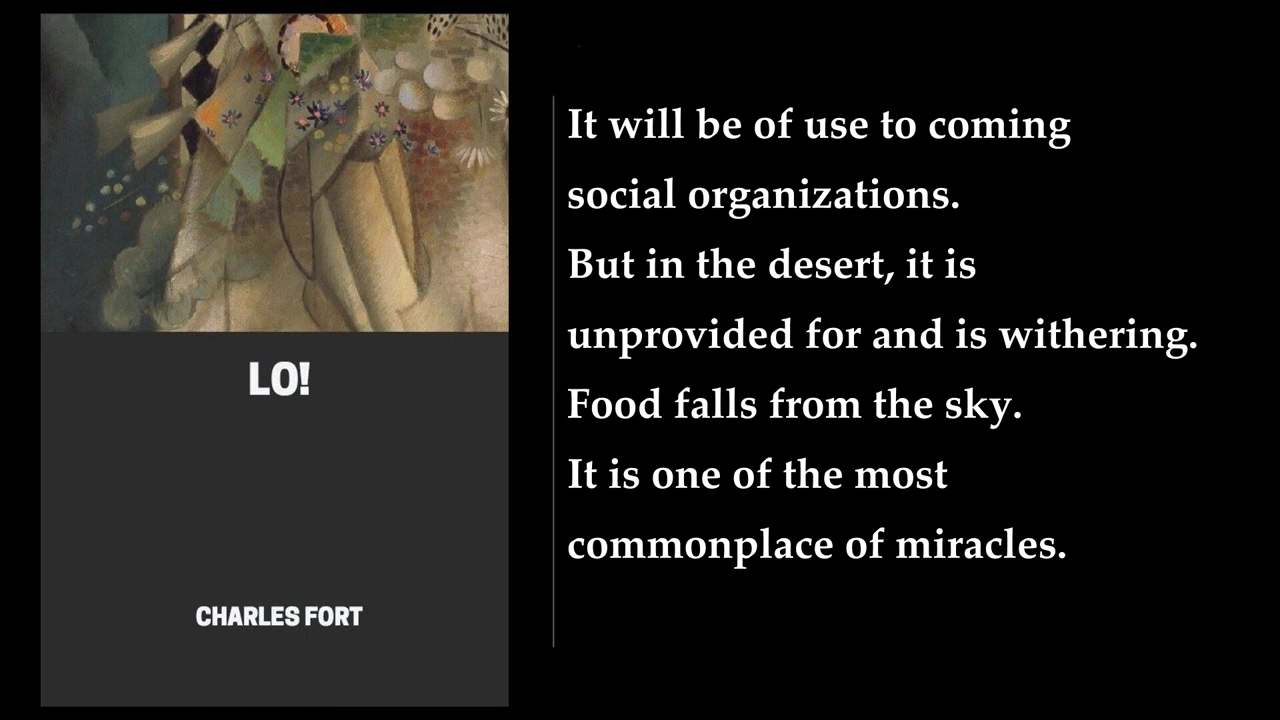 LO!
CHARLES FORT
It will be of use to coming
social organizations.
But in the desert, it is
unprovided for and is withering.
Food falls from the sky.
It is one of the most
commonplace of miracles.